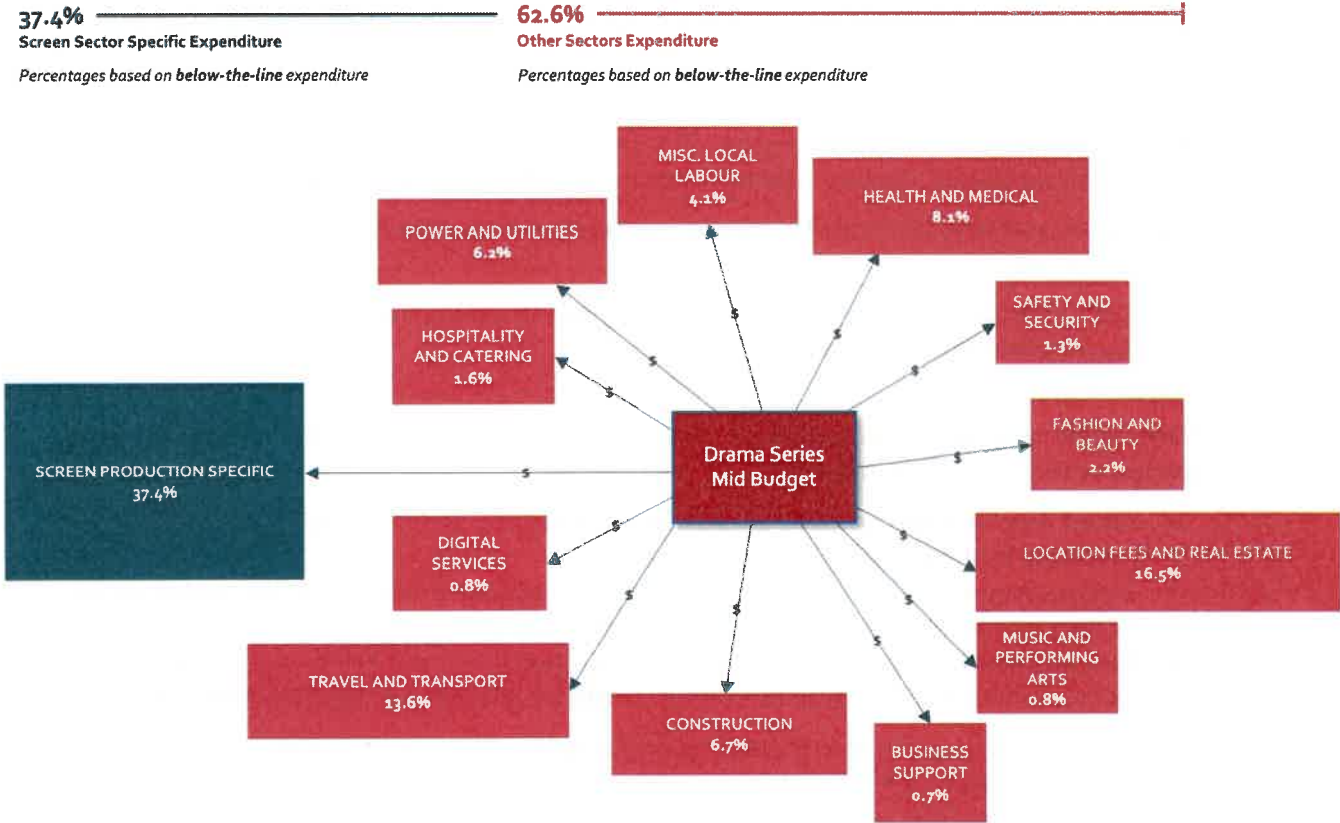 37.4%
Screen Sector Specific Expenditure
Percentages based on below-the-line expenditure
62.6%
Other Sectors Expenditure
Percentages based on below-the-line expenditure
MISC. LOCAL
LABOUR
4.1%
HEALTH AND MEDICAL
8.1%
POWER AND UTILITIES
6.2%
SAFETY AND
SECURITY
1.3%
HOSPITALITY
AND CATERING
1.6%
FASHION AND
BEAUTY
2.2%
Drama Series
Mid Budget
SCREEN PRODUCTION SPECIFIC
37.4%
DIGITAL
SERVICES
0.8%
LOCATION FEES AND REAL ESTATE
16.5%
MUSIC AND
PERFORMING
ARTS
0.8%
TRAVEL AND TRANSPORT
13.6%
CONSTRUCTION
6.7%
BUSINESS
SUPPORT
0.7%
$
$
$
$
$
$
$
$
$
$
$
$
$